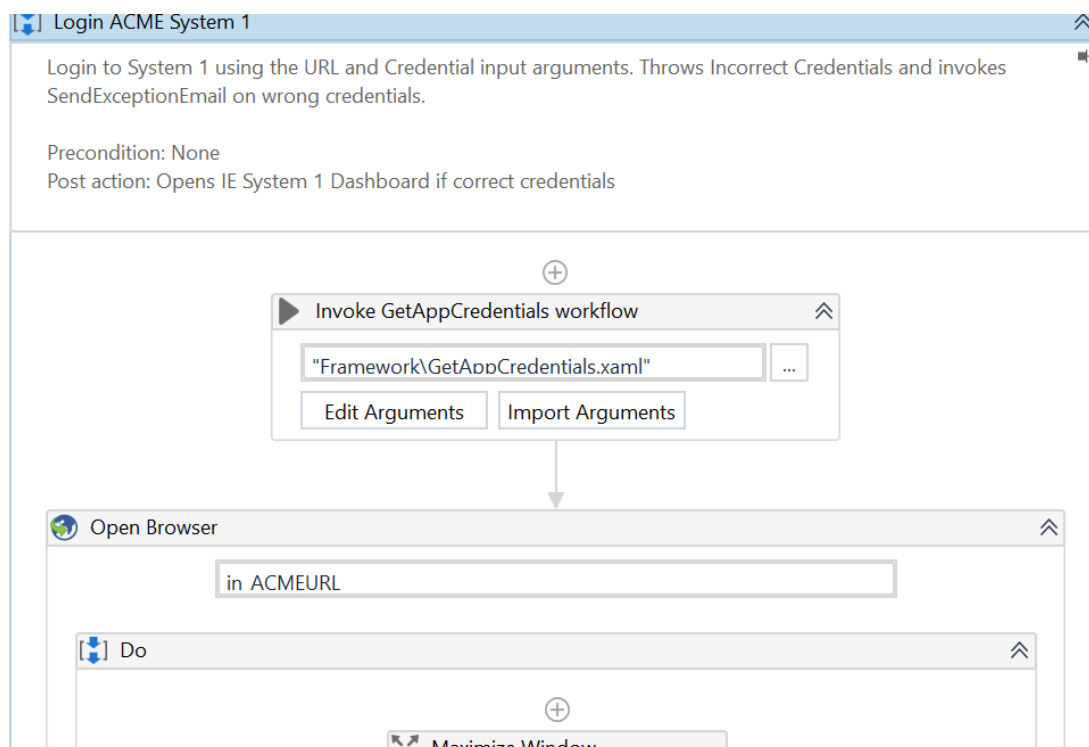 Login ACME System 1
Login to System 1 using the URL and Credential input arguments. Throws Incorrect Credentials and invokes
SendExceptionEmail on wrong credentials.
Precondition: None
Post action: Opens IE System 1 Dashboard if correct credentials
Invoke GetAppCredentials workflow
"Framework\GetAppCredentials.xaml"
...
Edit Arguments
Import Arguments
Open Browser
in_ACMEURL
Do
Maximize Window